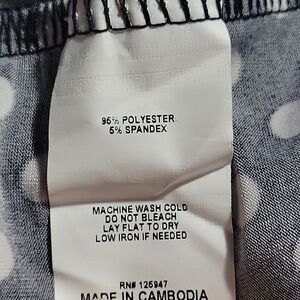 95% POLYESTER
5% SPANDEX
MACHINE WASH COLD
DO NOT BLEACH
LAY FLAT TO DRY
LOW IRON IF NEEDED
RN# 125947
MADE IN CAMBODIA